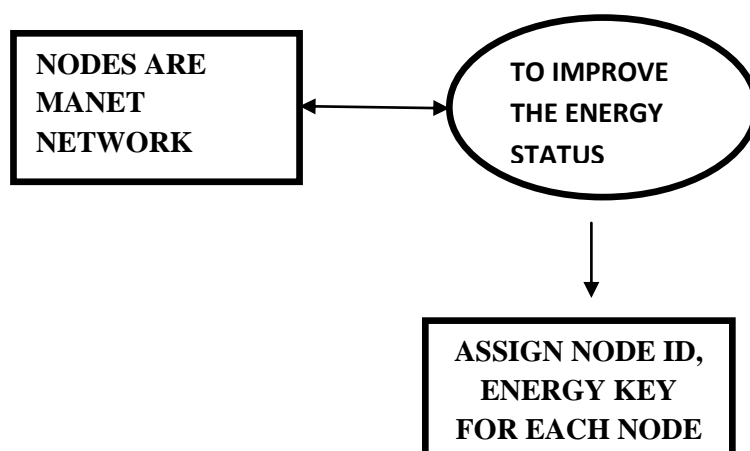 NODES ARE
MANET
NETWORK
TO IMPROVE
THE ENERGY
STATUS
ASSIGN NODE ID,
ENERGY KEY
FOR EACH NODE